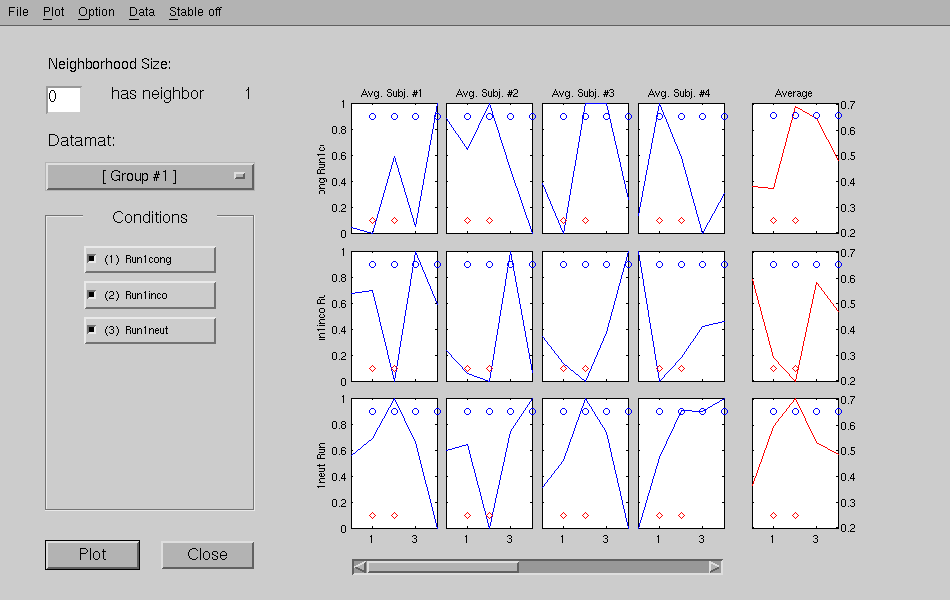 File Plot Option Data Stable off
Neighborhood Size:
0 has neighbor 1
Datamat:
[ Group #1 ]
Conditions
(1) Run1cong
(2) Run1inco
(3) Run1neut
Plot Close
Avg. Subj. #1 Avg. Subj. #2 Avg. Subj. #3 Avg. Subj. #4 Average
1 0.7
0.8 0.6
0.6 0.5
0.4 0.4
0.2 0.3
0 0.2
1 0.7
0.8 0.6
0.6 0.5
0.4 0.4
0.2 0.3
0 0.2
1neut Run
1 0.7
0.8 0.6
0.6 0.5
0.4 0.4
0.2 0.3
0 0.2
1 3 1 3 1 3 1 3 1 3